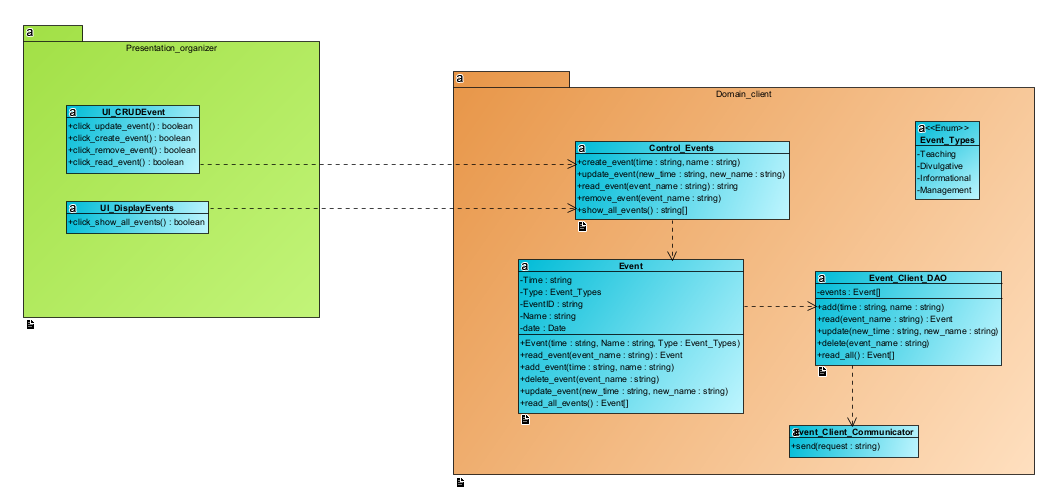 a
Presentation_organizer
a
UI_CRUDEvent
+click_update_event() : boolean
+click_create_event() : boolean
+click_remove_event() : boolean
+click_read_event() : boolean
a
UI_DisplayEvents
+click_show_all_events() : boolean
a
Domain_client
a
Control_Events
+create_event(time : string, name : string)
+update_event(new_time : string, new_name : string)
+read_event(event_name : string) : string
+remove_event(event_name : string)
+show_all_events() : string[]
a
<<Enum>>
Event_Types
-Teaching
-Divulgative
-Informational
-Management
a
Event
-Time : string
-Type : Event_Types
-EventID : string
-Name : string
-date : Date
+Event(time : string, Name : string, Type : Event_Types)
+read_event(event_name : string) : Event
+add_event(time : string, name : string)
+delete_event(event_name : string)
+update_event(new_time : string, new_name : string)
+read_all_events() : Event[]
a
Event_Client_DAO
-events : Event[]
+add(time : string, name : string)
+read(event_name : string) : Event
+update(new_time : string, new_name : string)
+delete(event_name : string)
+read_all() : Event[]
a
Event_Client_Communicator
+send(request : string)